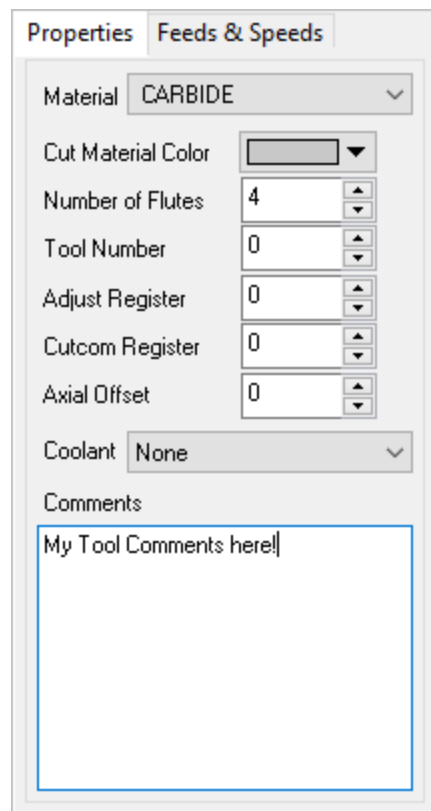 Properties Feeds & Speeds
Material CARBIDE
Cut Material Color
Number of Flutes 4
Tool Number 0
Adjust Register 0
Cutcom Register 0
Axial Offset 0
Coolant None
Comments
My Tool Comments here!